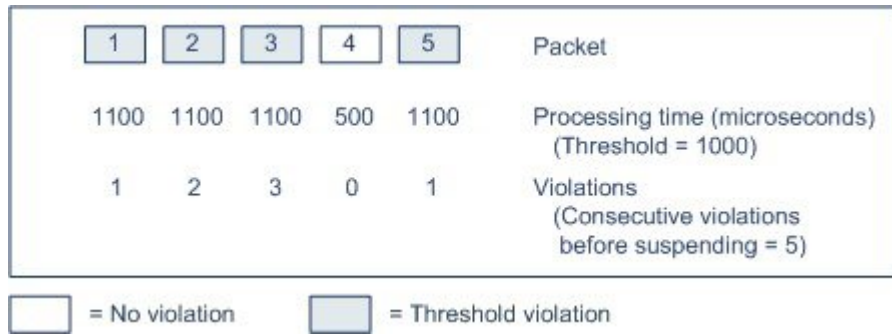 1 2 3 4 5 Packet
1100 1100 1100 500 1100 Processing time (microseconds)
(Threshold = 1000)
1 2 3 0 1 Violations
(Consecutive violations
before suspending = 5)
= No violation = Threshold violation